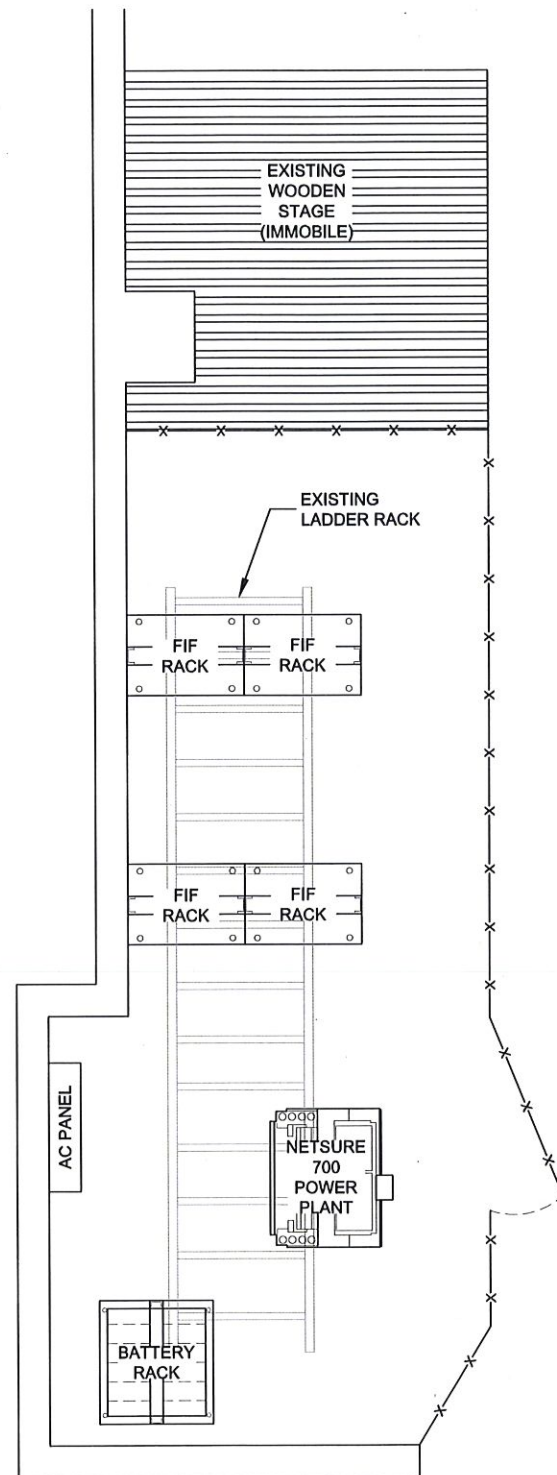 EXISTING
WOODEN
STAGE
(IMMOBILE)
EXISTING
LADDER RACK
FIF
RACK
FIF
RACK
FIF
RACK
FIF
RACK
AC PANEL
NETSURE
700
POWER
PLANT
BATTERY
RACK